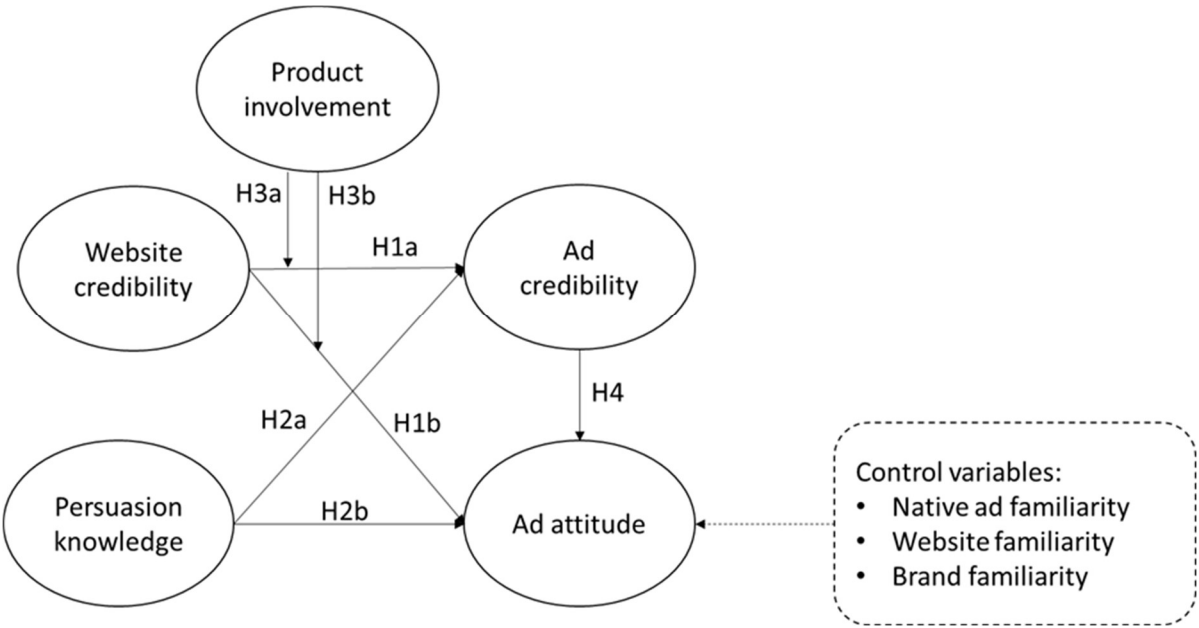 Product
involvement
H3a
H3b
Website
credibility
H1a
Ad
credibility
H2a
H1b
H4
Persuasion
knowledge
H2b
Ad attitude
Control variables:
• Native ad familiarity
• Website familiarity
• Brand familiarity